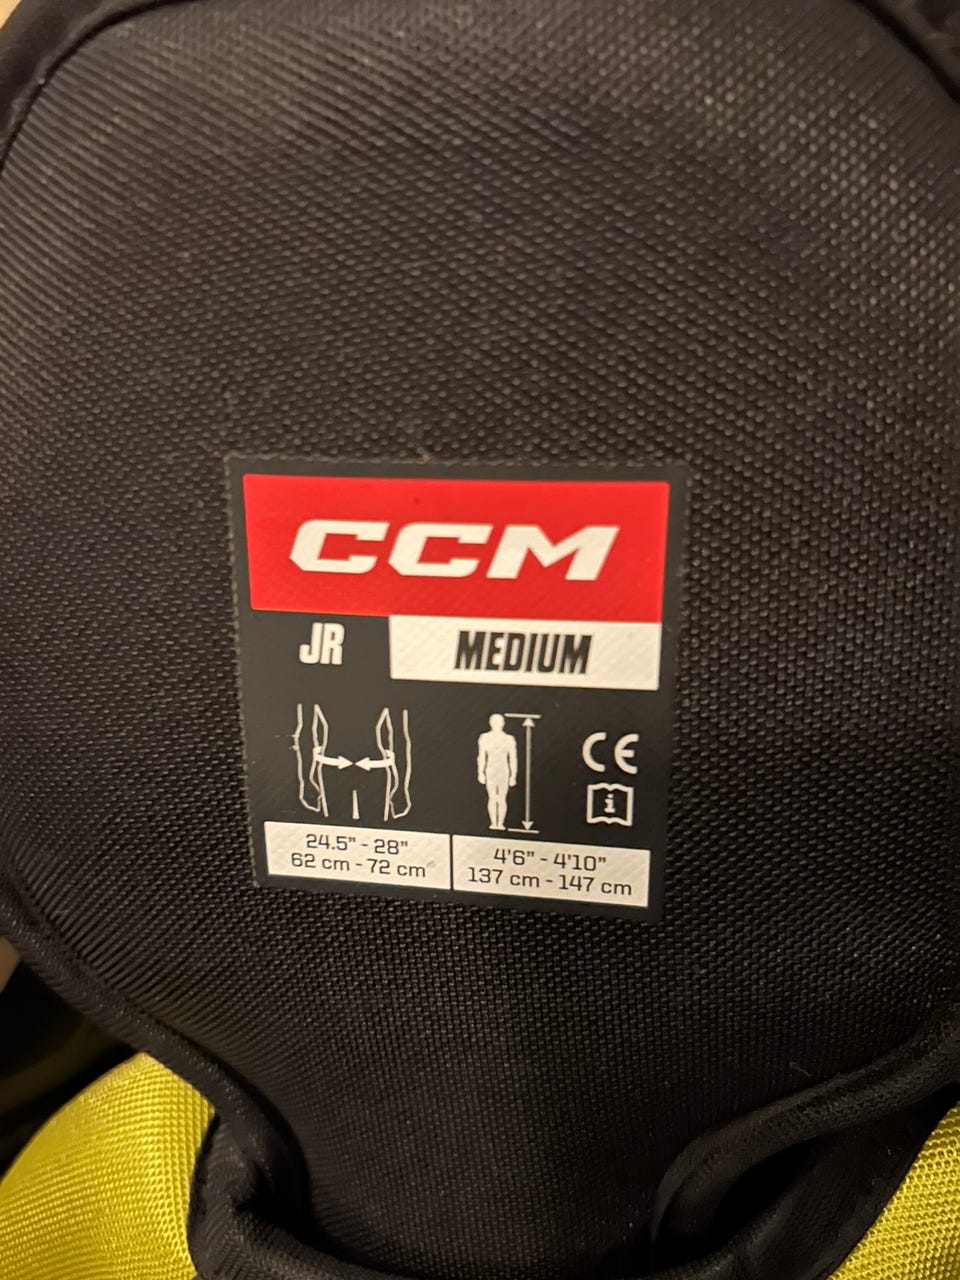 CCM
JR
MEDIUM
CE
i
24.5" - 28"
62 cm - 72 cm
4'6" - 4'10"
137 cm - 147 cm